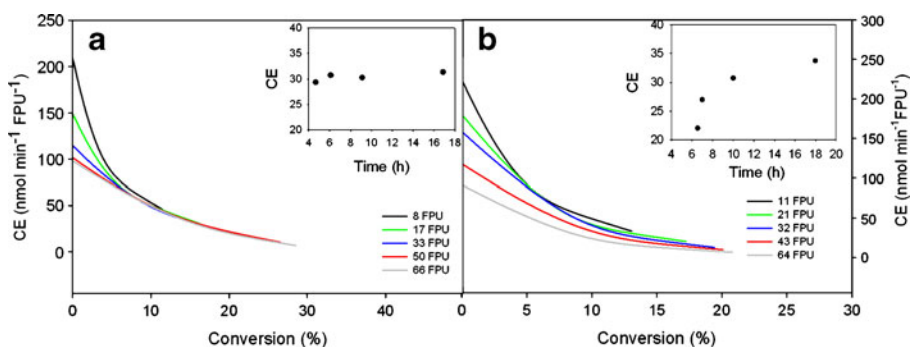 a
CE (nmol min⁻¹ FPU⁻¹)
250
200
150
100
50
0
0 10 20 30 40
Conversion (%)
8 FPU
17 FPU
33 FPU
50 FPU
66 FPU
CE
40
35
30
25
20
4 6 8 10 12 14 16 18
Time (h)
b
CE (nmol min⁻¹ FPU⁻¹)
300
250
200
150
100
50
0
0 5 10 15 20 25 30
Conversion (%)
11 FPU
21 FPU
32 FPU
43 FPU
64 FPU
CE
40
35
30
25
20
4 6 8 10 12 14 16 18 20
Time (h)